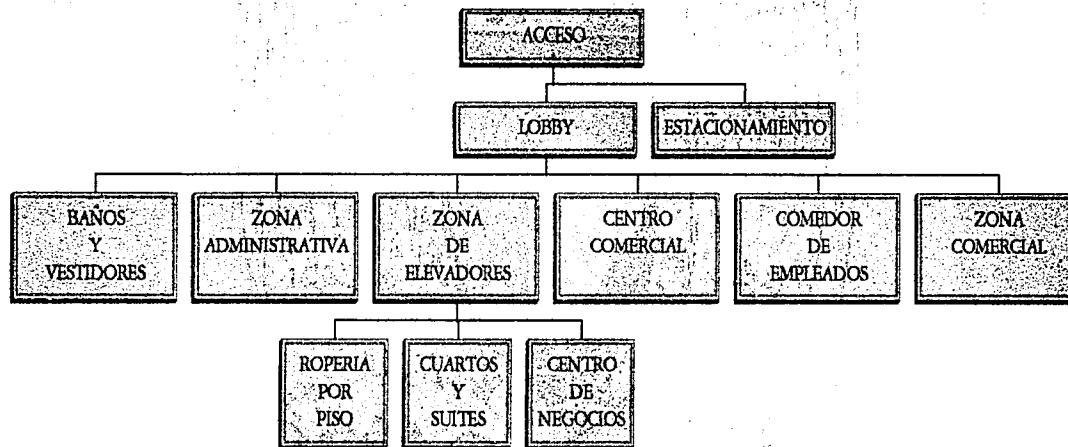 ACCESO
LOBBY
ESTACIONAMIENTO
BAÑOS
Y
VESTIDORES
ZONA
ADMINISTRATIVA
ZONA
DE
ELEVADORES
CENTRO
COMERCIAL
COMEDOR
DE
EMPLEADOS
ZONA
COMERCIAL
ROPERIA
POR
PISO
CUARTOS
Y
SUITES
CENTRO
DE
NEGOCIOS